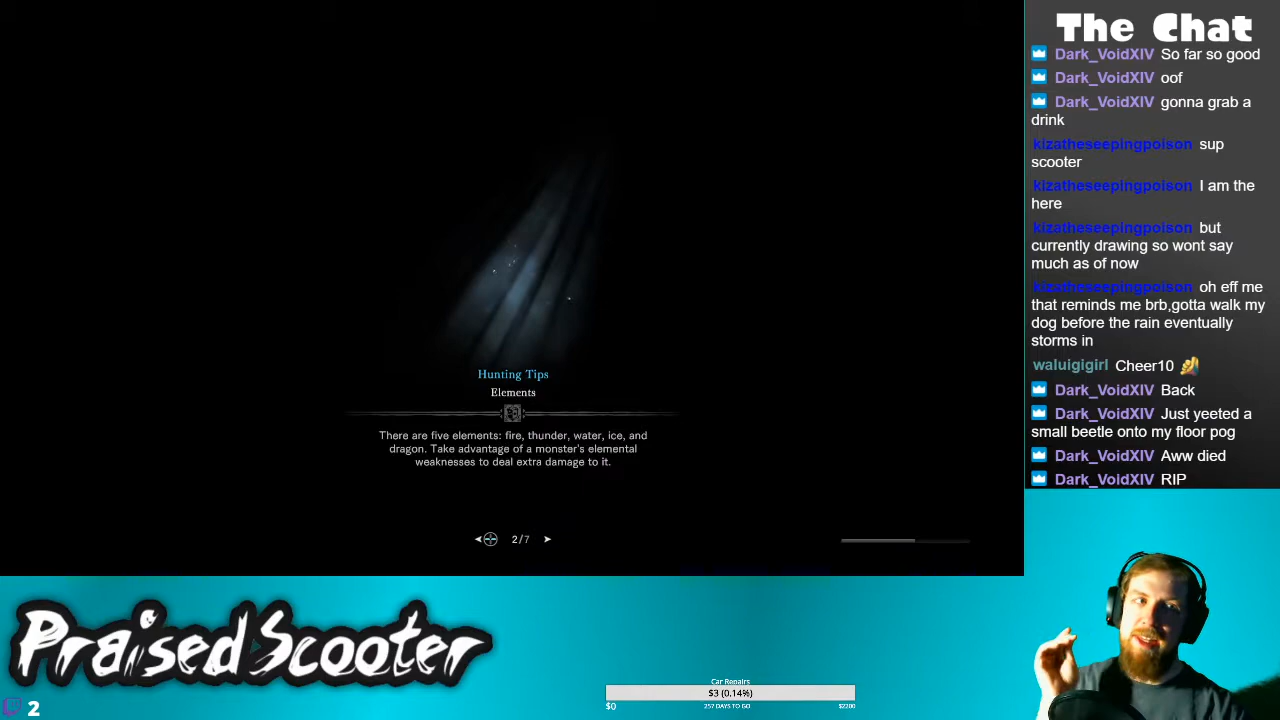 The Chat
Dark_VoidXIV So far so good
Dark_VoidXIV oof
Dark_VoidXIV gonna grab a
drink
kizatheseepingpoison sup
scooter
kizatheseepingpoison I am the
here
kizatheseepingpoison but
currently drawing so wont say
much as of now
kizatheseepingpoison oh eff me
that reminds me brb,gotta walk my
dog before the rain eventually
storms in
waluigigirl Cheer10
Dark_VoidXIV Back
Dark_VoidXIV Just yeeted a
small beetle onto my floor pog
Dark_VoidXIV Aww died
Dark_VoidXIV RIP
Hunting Tips
Elements
There are five elements: fire, thunder, water, ice, and
dragon. Take advantage of a monster's elemental
weaknesses to deal extra damage to it.
2/7
PraisedScooter
2
Car Repairs
$3 (0.14%)
$0 257 DAYS TO GO $2200